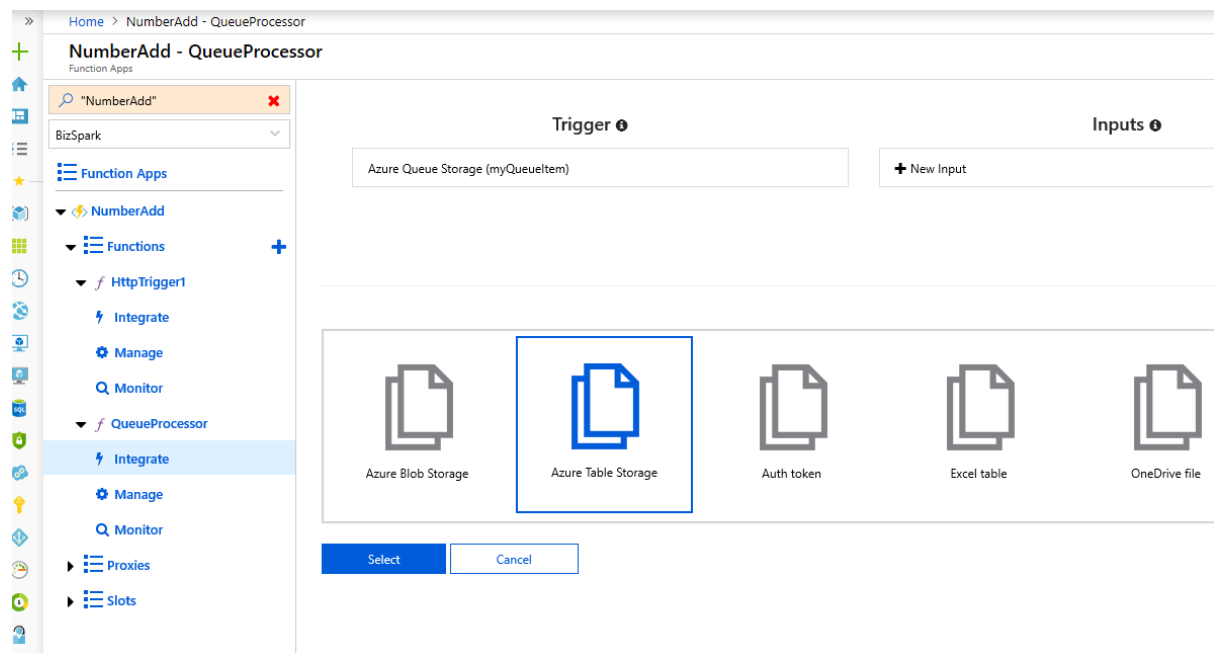 » Home > NumberAdd - QueueProcessor
NumberAdd - QueueProcessor
Function Apps
"NumberAdd"
BizSpark
Function Apps
NumberAdd
Functions
HttpTrigger1
Integrate
Manage
Monitor
QueueProcessor
Integrate
Manage
Monitor
Proxies
Slots
Trigger
Inputs
Azure Queue Storage (myQueueItem)
New Input
Azure Blob Storage
Azure Table Storage
Auth token
Excel table
OneDrive file
Select
Cancel
SQL